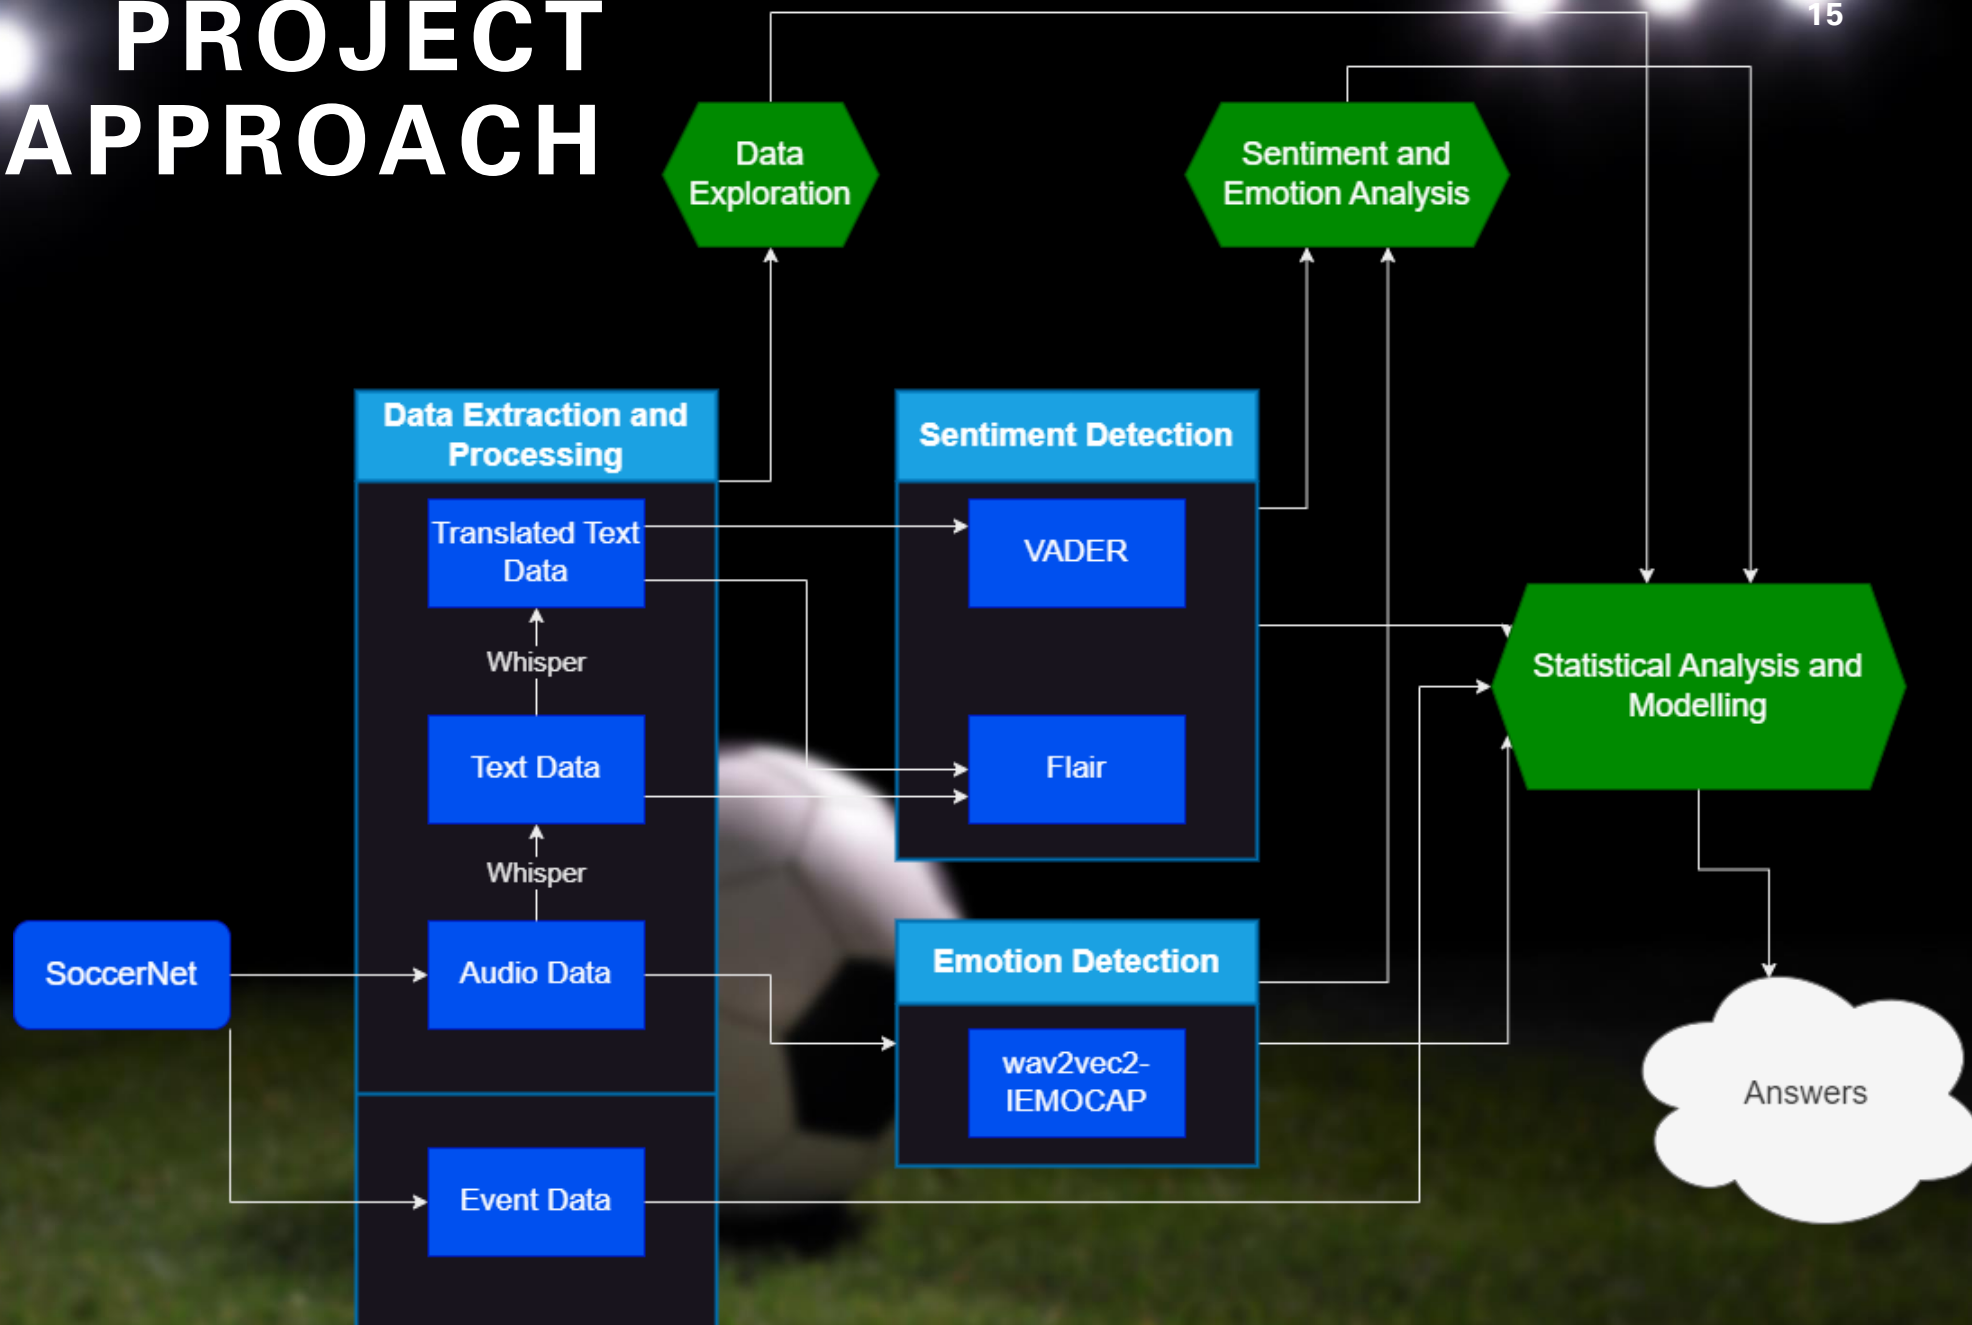 PROJECT
APPROACH
15
Data
Exploration
Sentiment and
Emotion Analysis
Data Extraction and
Processing
Sentiment Detection
Translated Text
Data
VADER
Whisper
Statistical Analysis and
Modelling
Text Data
Flair
Whisper
SoccerNet
Audio Data
Emotion Detection
wav2vec2-
IEMOCAP
Answers
Event Data